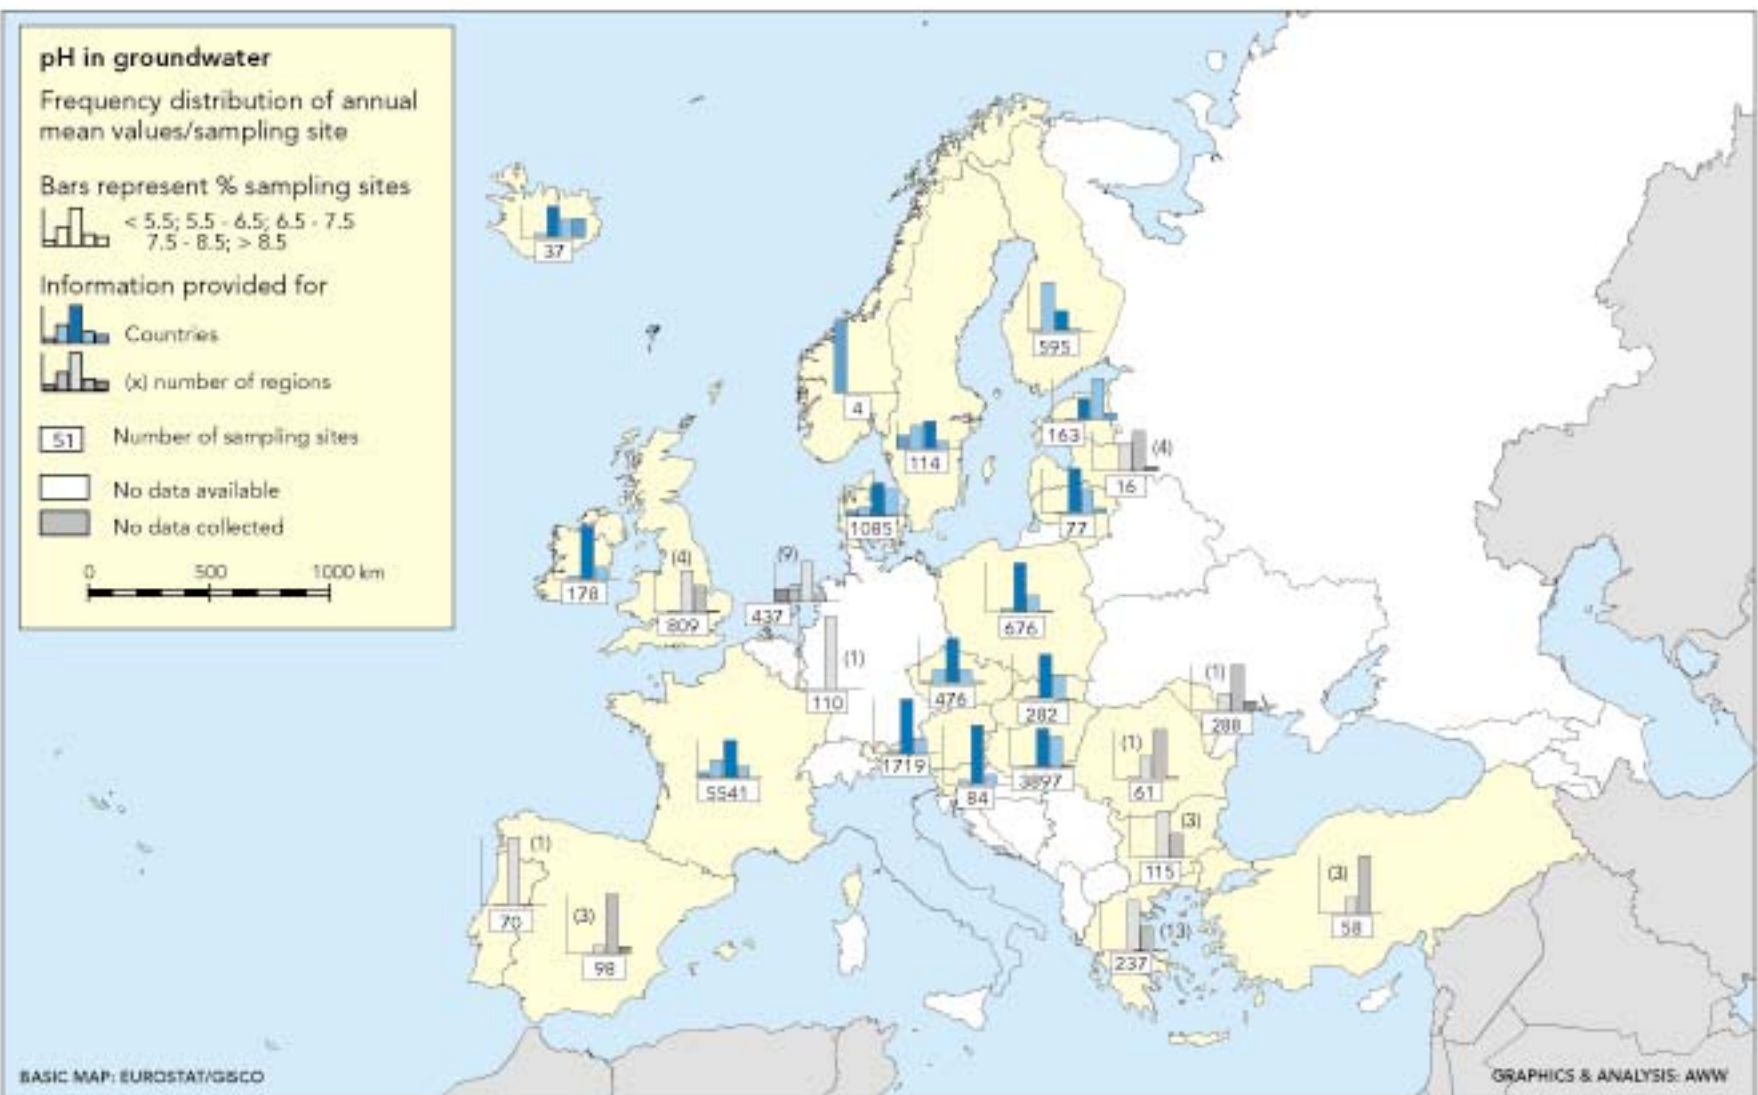 pH in groundwater
Frequency distribution of annual
mean values/sampling site
Bars represent % sampling sites
< 5.5; 5.5 - 6.5; 6.5 - 7.5
7.5 - 8.5; > 8.5
Information provided for
Countries
(x) number of regions
51 Number of sampling sites
No data available
No data collected
0 500 1000 km
37
595
4
163
(4)
114
16
1085
77
(4)
(9)
178
809
437
676
(1)
110
476
282
(1)
288
1719
3897
(1)
5541
84
61
(3)
115
(1)
70
(3)
98
(3)
58
(13)
237
BASIC MAP: EUROSTAT/GISCO
GRAPHICS & ANALYSIS: AWW